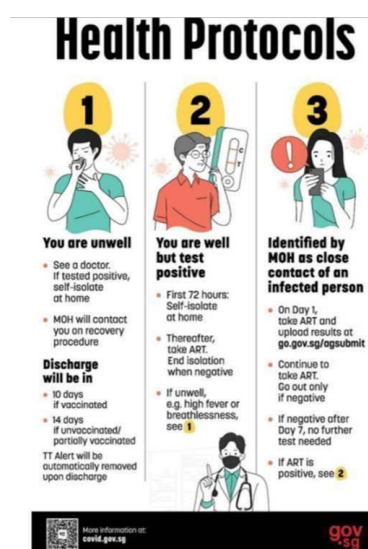 Health Protocols
1
You are unwell
• See a doctor.
If tested positive,
self-isolate
at home
• MOH will contact
you on recovery
procedure
Discharge
will be in
• 10 days
if vaccinated
• 14 days
if unvaccinated/
partially vaccinated
TT Alert will be
automatically removed
upon discharge
2
C
T
You are well
but test
positive
• First 72 hours:
Self-isolate
at home
• Thereafter,
take ART.
End isolation
when negative
• If unwell,
e.g. high fever or
breathlessness,
see 1
3
Identified by
MOH as close
contact of an
infected person
• On Day 1,
take ART and
upload results at
go.gov.sg/agsubmit
• Continue to
take ART.
Go out only
if negative
• If negative after
Day 7, no further
test needed
• If ART is
positive, see 2
More information at:
covid.gov.sg
gov
.sg